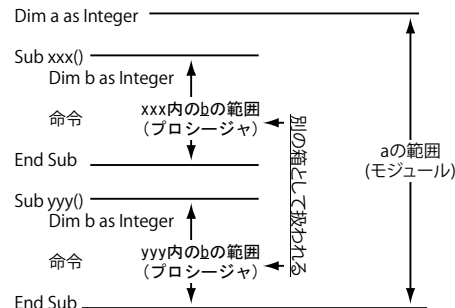 Dim a as Integer
Sub xxx()
Dim b as Integer
命令
xxx内のbの範囲
(プロシージャ)
End Sub
Sub yyy()
Dim b as Integer
命令
yyy内のbの範囲
(プロシージャ)
End Sub
別の箱として扱われる
aの範囲
(モジュール)